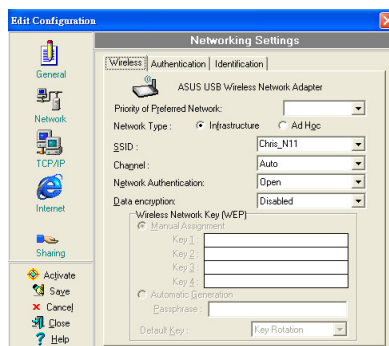 Edit Configuration
Networking Settings
General
Network
TCP/IP
Internet
Sharing
Activate
Save
Cancel
Close
Help
Wireless
Authentication
Identification
ASUS USB Wireless Network Adapter
Priority of Preferred Network:
Network Type : Infrastructure Ad Hoc
SSID : Chris_N11
Channel : Auto
Network Authentication: Open
Data encryption: Disabled
Wireless Network Key (WEP)
Manual Assignment
Key 1 :
Key 2 :
Key 3 :
Key 4 :
Automatic Generation
Passphrase :
Default Key : Key Rotation